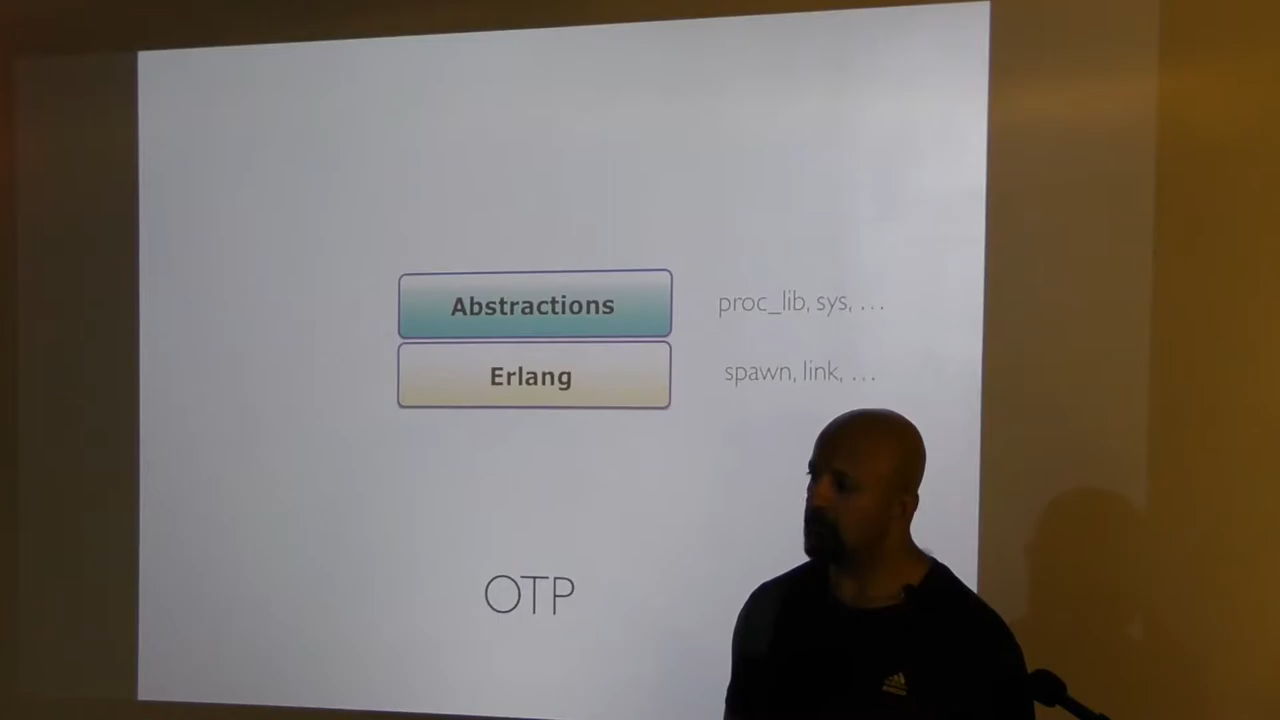 Abstractions
proc_lib, sys, ...
Erlang
spawn, link, ...
OTP